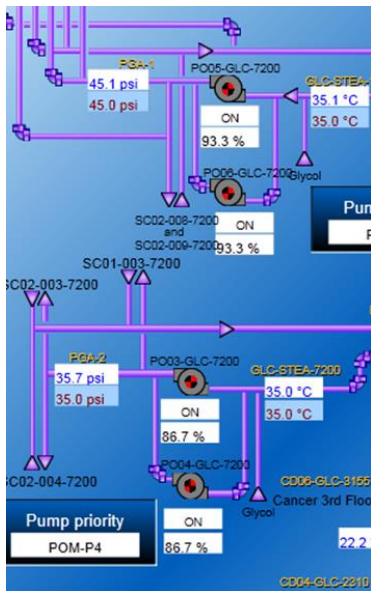 PGA-1
PO05-GLC-7200
45.1 psi
45.0 psi
GLC-STEA-
35.1 °C
35.0 °C
ON
93.3 %
PO06-GLC-7200
Glycol
Pum
SC02-008-7200
and
SC02-009-7200
ON
93.3 %
SC01-003-7200
SC02-003-7200
PGA-2
PO03-GLC-7200
GLC-STEA-7200
35.7 psi
35.0 psi
35.0 °C
35.0 °C
ON
86.7 %
PO04-GLC-7200
SC02-004-7200
CD06-GLC-3155
Glycol
Cancer 3rd Floo
Pump priority
POM-P4
ON
86.7 %
22.2
CD04-GLC-2310